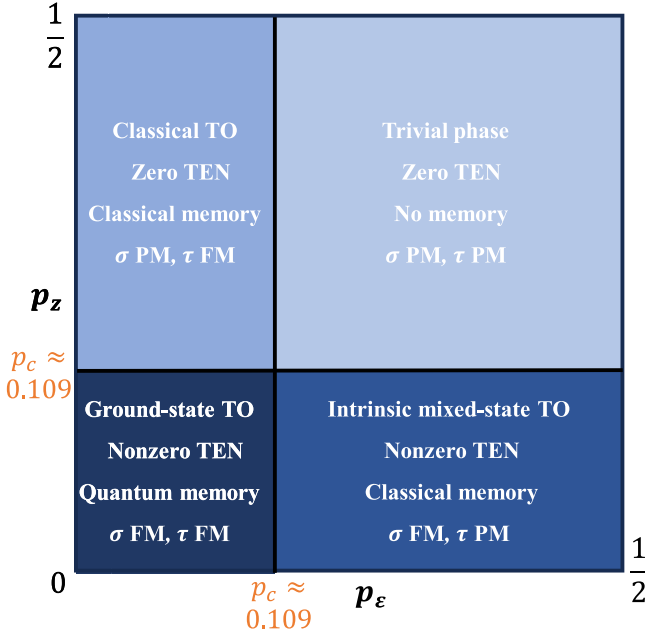 1/2
Classical TO
Zero TEN
Classical memory
σ PM, τ FM
Trivial phase
Zero TEN
No memory
σ PM, τ PM
p_z
p_c ≈
0.109
Ground-state TO
Nonzero TEN
Quantum memory
σ FM, τ FM
Intrinsic mixed-state TO
Nonzero TEN
Classical memory
σ FM, τ PM
0
p_c ≈
0.109
p_ε
1/2